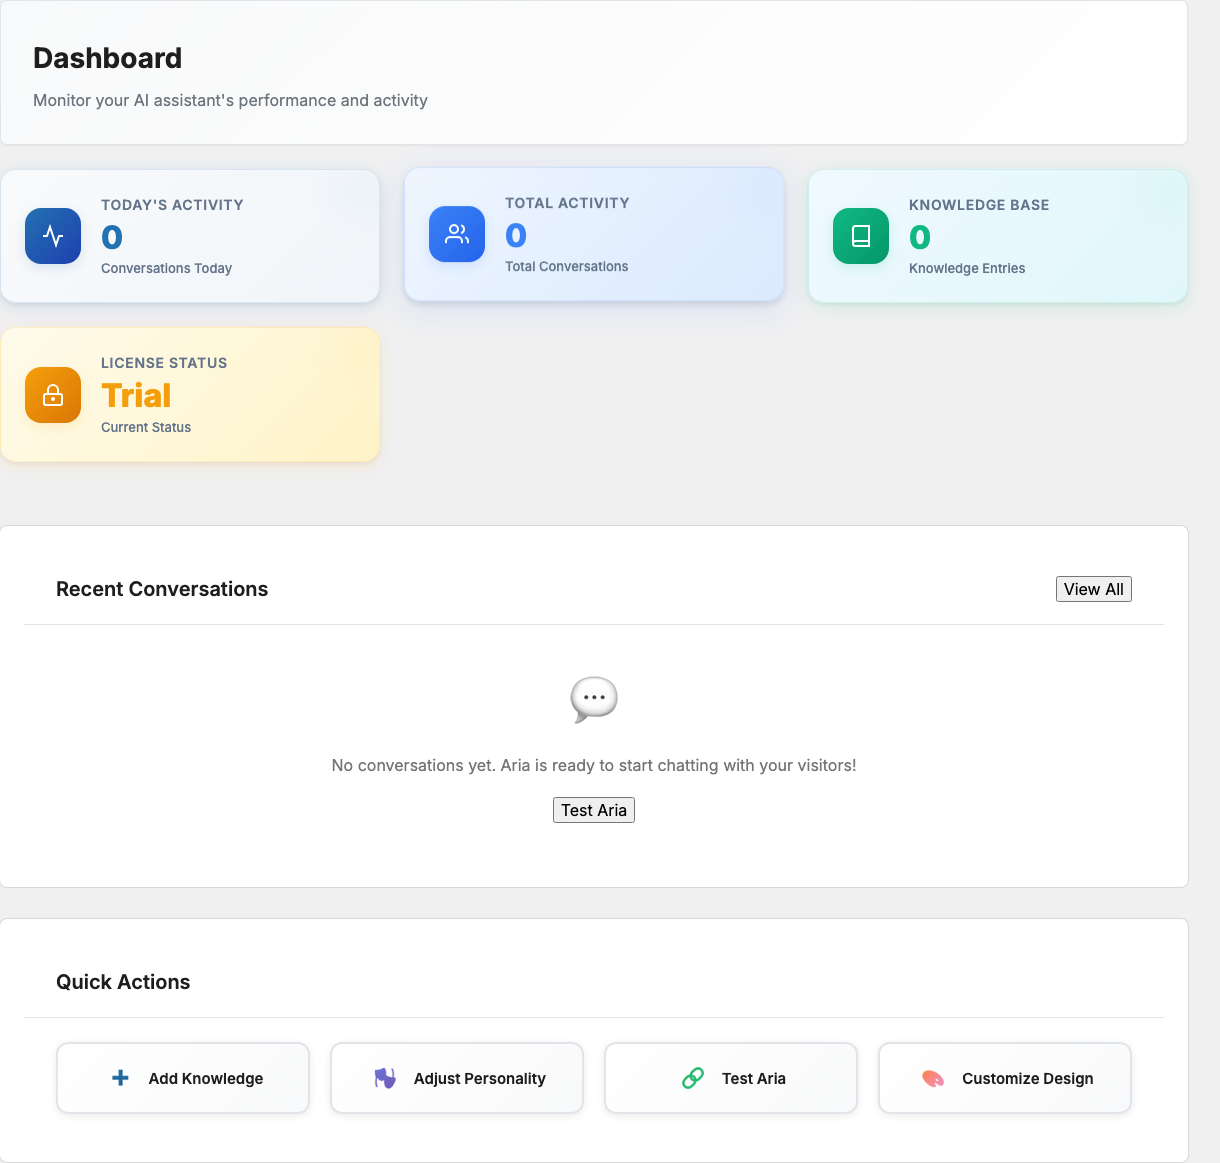 Dashboard
Monitor your AI assistant's performance and activity
TODAY'S ACTIVITY
0
Conversations Today
TOTAL ACTIVITY
0
Total Conversations
KNOWLEDGE BASE
0
Knowledge Entries
LICENSE STATUS
Trial
Current Status
Recent Conversations
View All
No conversations yet. Aria is ready to start chatting with your visitors!
Test Aria
Quick Actions
Add Knowledge
Adjust Personality
Test Aria
Customize Design